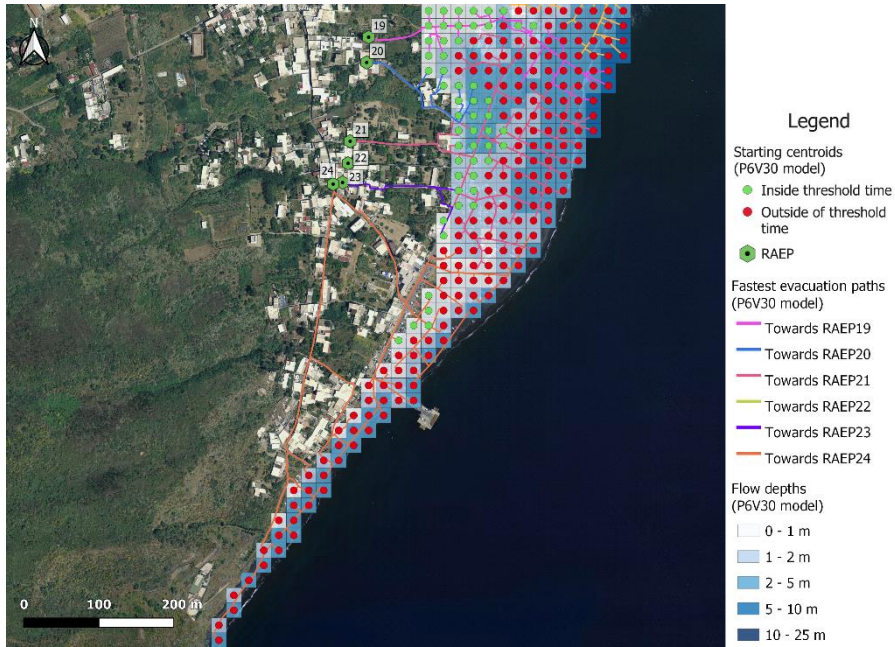 N
19
20
21
22
24
23
0 100 200 m
Legend
Starting centroids
(P6V30 model)
Inside threshold time
Outside of threshold
time
RAEP
Fastest evacuation paths
(P6V30 model)
Towards RAEP19
Towards RAEP20
Towards RAEP21
Towards RAEP22
Towards RAEP23
Towards RAEP24
Flow depths
(P6V30 model)
0 - 1 m
1 - 2 m
2 - 5 m
5 - 10 m
10 - 25 m